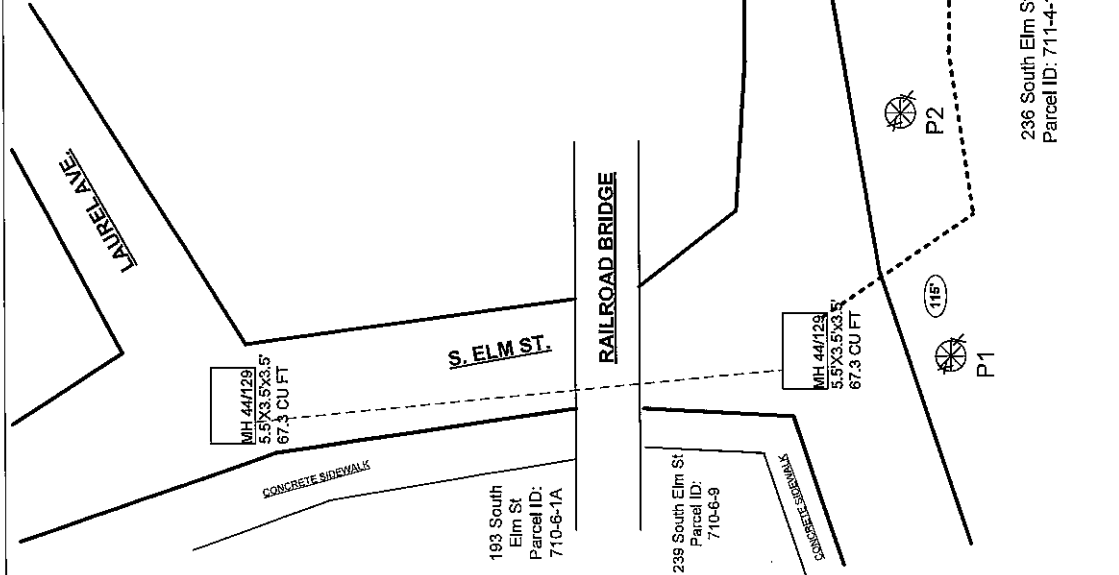 LAUREL AVE.
MH 44/129
5.5'X3.5'X3.5'
67.3 CU FT
S. ELM ST.
RAILROAD BRIDGE
CONCRETE SIDEWALK
193 South
Elm St
Parcel ID:
710-6-1A
239 South Elm St
Parcel ID:
710-6-9
CONCRETE SIDEWALK
MH 44/129
5.5'X3.5'X3.5'
67.3 CU FT
115'
P1
P2
236 South Elm
Parcel ID: